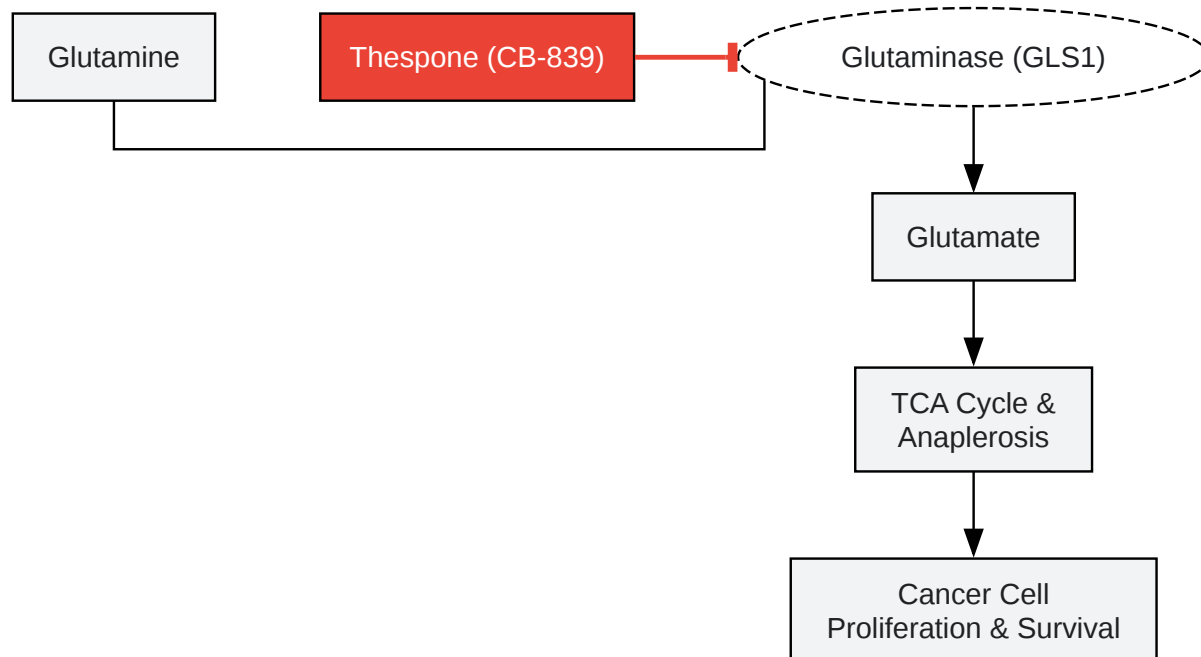 Glutamine
Thespone (CB-839)
Glutaminase (GLS1)
Glutamate
TCA Cycle &
Anaplerosis
Cancer Cell
Proliferation & Survival